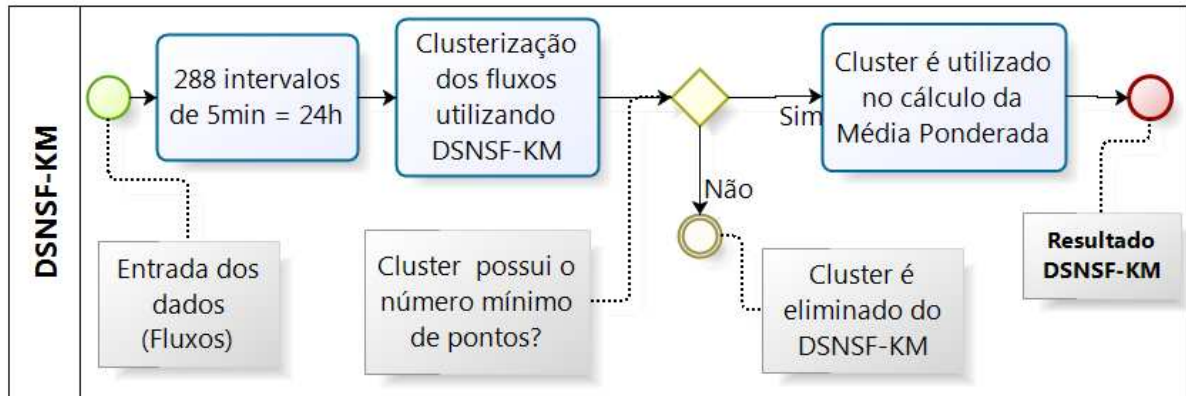 DSNSF-KM
288 intervalos
de 5min = 24h
Clusterização
dos fluxos
utilizando
DSNSF-KM
Sim
Cluster é utilizado
no cálculo da
Média Ponderada
Não
Entrada dos
dados
(Fluxos)
Cluster possui o
número mínimo
de pontos?
Cluster é
eliminado do
DSNSF-KM
Resultado
DSNSF-KM